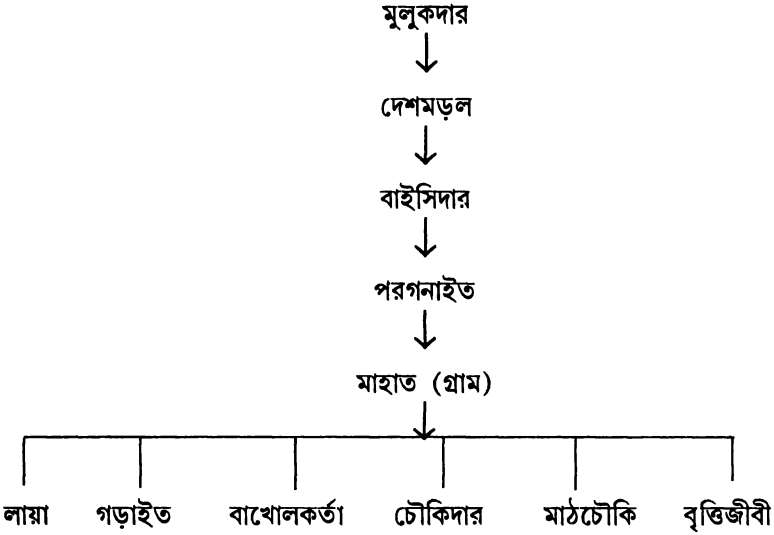 মুলুকদার
দেশমড়ল
বাইসিদার
পরগনাইত
মাহাত (গ্রাম)
লায়া গড়াইত বাখোলকর্তা চৌকিদার মাঠচৌকি বৃত্তিজীবী